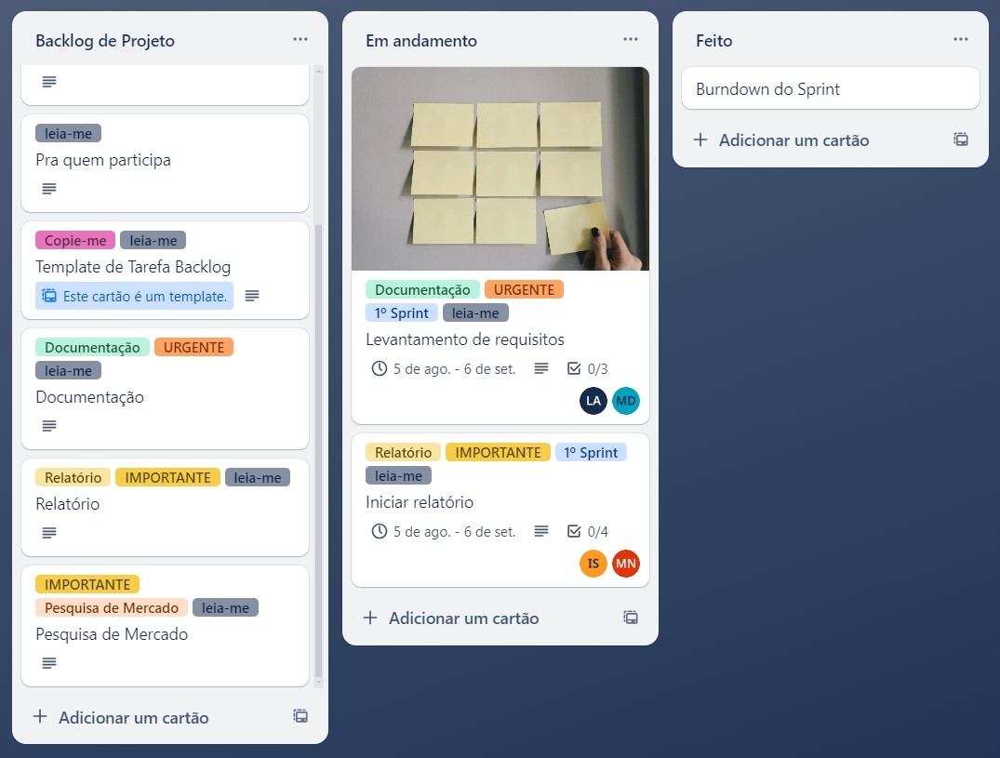 Backlog de Projeto
leia-me
Pra quem participa
Copie-me leia-me
Template de Tarefa Backlog
Este cartão é um template.
Documentação URGENTE
leia-me
Documentação
Relatório IMPORTANTE leia-me
Relatório
IMPORTANTE
Pesquisa de Mercado leia-me
Pesquisa de Mercado
+ Adicionar um cartão
Em andamento
Documentação URGENTE
1º Sprint leia-me
Levantamento de requisitos
5 de ago. - 6 de set. 0/3
LA MD
Relatório IMPORTANTE 1º Sprint
leia-me
Iniciar relatório
5 de ago. - 6 de set. 0/4
IS MN
+ Adicionar um cartão
Feito
Burndown do Sprint
+ Adicionar um cartão